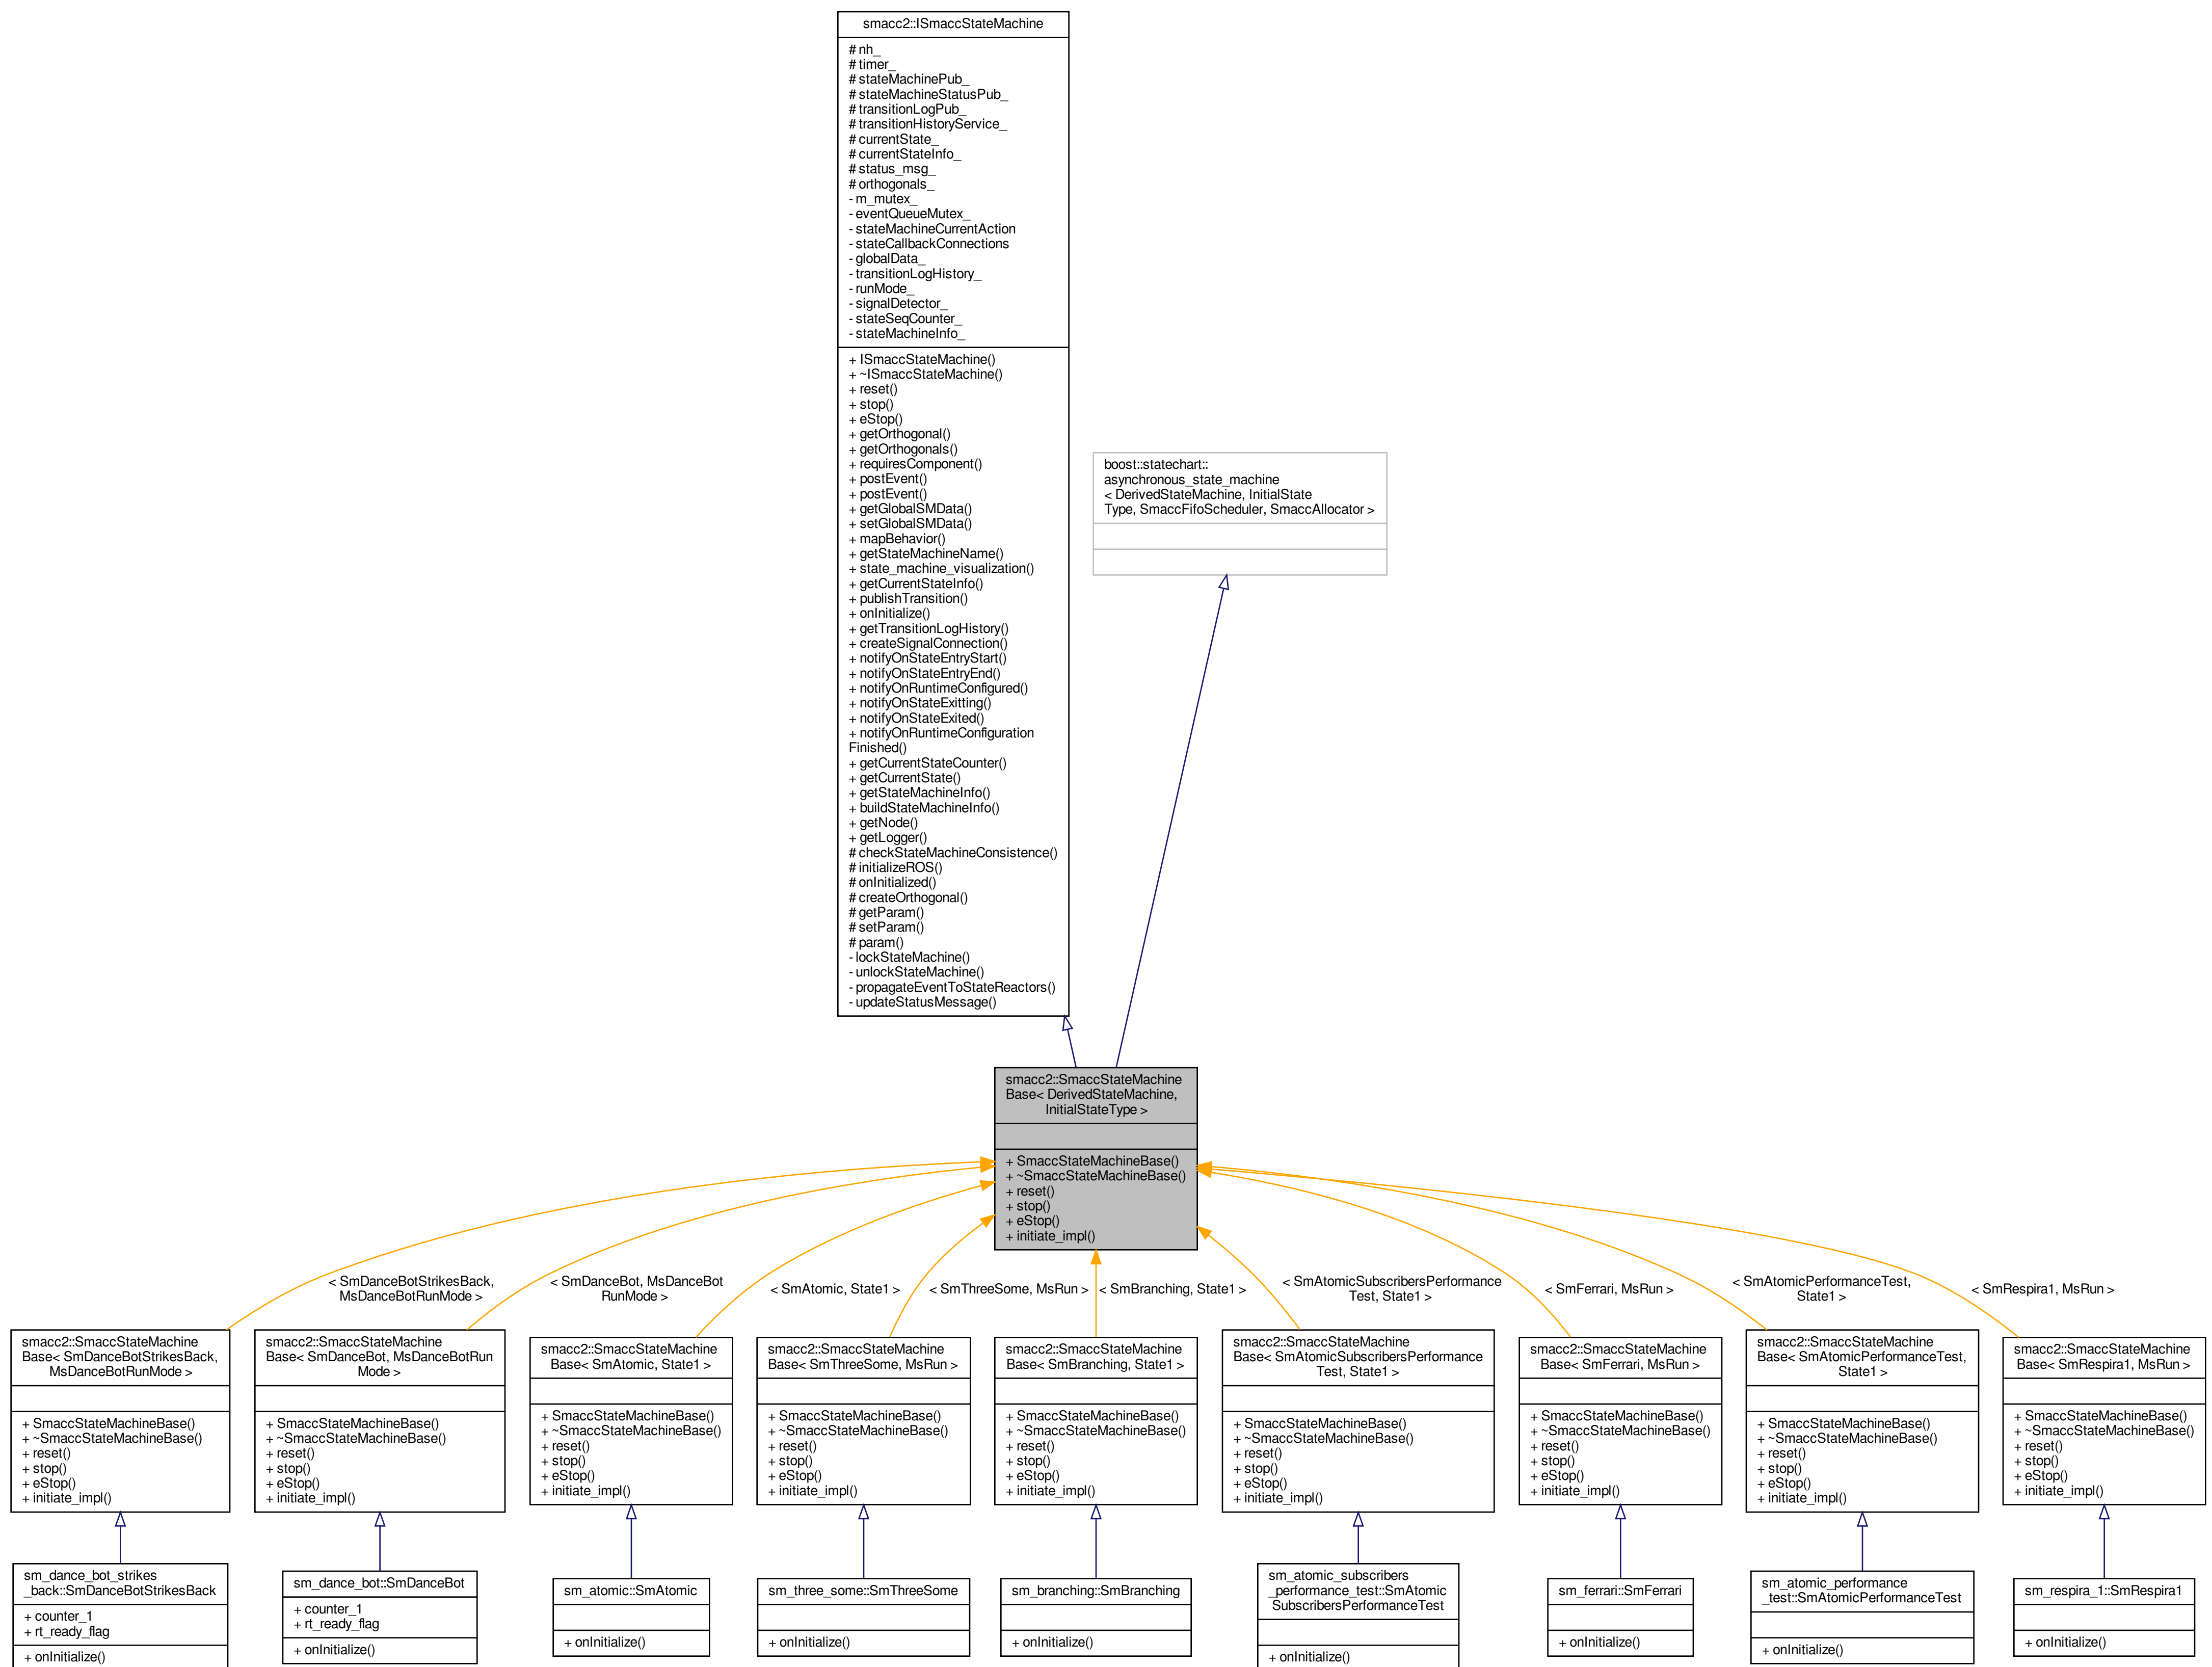 smacc2::ISmaccStateMachine
# nh_
# timer_
# stateMachinePub_
# stateMachineStatusPub_
# transitionLogPub_
# transitionHistoryService_
# currentState_
# currentStateInfo_
# status_msg_
# orthogonals_
- m_mutex_
- eventQueueMutex_
- stateMachineCurrentAction
- stateCallbackConnections
- globalData_
- transitionLogHistory_
- runMode_
- signalDetector_
- stateSeqCounter_
- stateMachineInfo_
+ ISmaccStateMachine()
+ ~ISmaccStateMachine()
+ reset()
+ stop()
+ eStop()
+ getOrthogonal()
+ getOrthogonals()
+ requiresComponent()
+ postEvent()
+ postEvent()
+ getGlobalSMData()
+ setGlobalSMData()
+ mapBehavior()
+ getStateMachineName()
+ state_machine_visualization()
+ getCurrentStateInfo()
+ publishTransition()
+ onInitialize()
+ getTransitionLogHistory()
+ createSignalConnection()
+ notifyOnStateEntryStart()
+ notifyOnStateEntryEnd()
+ notifyOnRuntimeConfigured()
+ notifyOnStateExitting()
+ notifyOnStateExited()
+ notifyOnRuntimeConfiguration
Finished()
+ getCurrentStateCounter()
+ getCurrentState()
+ getStateMachineInfo()
+ buildStateMachineInfo()
+ getNode()
+ getLogger()
# checkStateMachineConsistence()
# initializeROS()
# onInitialized()
# createOrthogonal()
# getParam()
# setParam()
# param()
- lockStateMachine()
- unlockStateMachine()
- propagateEventToStateReactors()
- updateStatusMessage()
boost::statechart::
asynchronous_state_machine
< DerivedStateMachine, InitialState
Type, SmaccFifoScheduler, SmaccAllocator >
smacc2::SmaccStateMachine
Base< DerivedStateMachine,
InitialStateType >
+ SmaccStateMachineBase()
+ ~SmaccStateMachineBase()
+ reset()
+ stop()
+ eStop()
+ initiate_impl()
< SmDanceBotStrikesBack,
MsDanceBotRunMode >
< SmDanceBot, MsDanceBot
RunMode >
< SmAtomic, State1 >
< SmThreeSome, MsRun >
< SmBranching, State1 >
< SmAtomicSubscribersPerformance
Test, State1 >
< SmFerrari, MsRun >
< SmAtomicPerformanceTest,
State1 >
< SmRespira1, MsRun >
smacc2::SmaccStateMachine
Base< SmDanceBotStrikesBack,
MsDanceBotRunMode >
+ SmaccStateMachineBase()
+ ~SmaccStateMachineBase()
+ reset()
+ stop()
+ eStop()
+ initiate_impl()
smacc2::SmaccStateMachine
Base< SmDanceBot, MsDanceBotRun
Mode >
+ SmaccStateMachineBase()
+ ~SmaccStateMachineBase()
+ reset()
+ stop()
+ eStop()
+ initiate_impl()
smacc2::SmaccStateMachine
Base< SmAtomic, State1 >
+ SmaccStateMachineBase()
+ ~SmaccStateMachineBase()
+ reset()
+ stop()
+ eStop()
+ initiate_impl()
smacc2::SmaccStateMachine
Base< SmThreeSome, MsRun >
+ SmaccStateMachineBase()
+ ~SmaccStateMachineBase()
+ reset()
+ stop()
+ eStop()
+ initiate_impl()
smacc2::SmaccStateMachine
Base< SmBranching, State1 >
+ SmaccStateMachineBase()
+ ~SmaccStateMachineBase()
+ reset()
+ stop()
+ eStop()
+ initiate_impl()
smacc2::SmaccStateMachine
Base< SmAtomicSubscribersPerformance
Test, State1 >
+ SmaccStateMachineBase()
+ ~SmaccStateMachineBase()
+ reset()
+ stop()
+ eStop()
+ initiate_impl()
smacc2::SmaccStateMachine
Base< SmFerrari, MsRun >
+ SmaccStateMachineBase()
+ ~SmaccStateMachineBase()
+ reset()
+ stop()
+ eStop()
+ initiate_impl()
smacc2::SmaccStateMachine
Base< SmAtomicPerformanceTest,
State1 >
+ SmaccStateMachineBase()
+ ~SmaccStateMachineBase()
+ reset()
+ stop()
+ eStop()
+ initiate_impl()
smacc2::SmaccStateMachine
Base< SmRespira1, MsRun >
+ SmaccStateMachineBase()
+ ~SmaccStateMachineBase()
+ reset()
+ stop()
+ eStop()
+ initiate_impl()
sm_dance_bot_strikes
_back::SmDanceBotStrikesBack
+ counter_1
+ rt_ready_flag
+ onInitialize()
sm_dance_bot::SmDanceBot
+ counter_1
+ rt_ready_flag
+ onInitialize()
sm_atomic::SmAtomic
+ onInitialize()
sm_three_some::SmThreeSome
+ onInitialize()
sm_branching::SmBranching
+ onInitialize()
sm_atomic_subscribers
_performance_test::SmAtomic
SubscribersPerformanceTest
+ onInitialize()
sm_ferrari::SmFerrari
+ onInitialize()
sm_atomic_performance
_test::SmAtomicPerformanceTest
+ onInitialize()
sm_respira_1::SmRespira1
+ onInitialize()